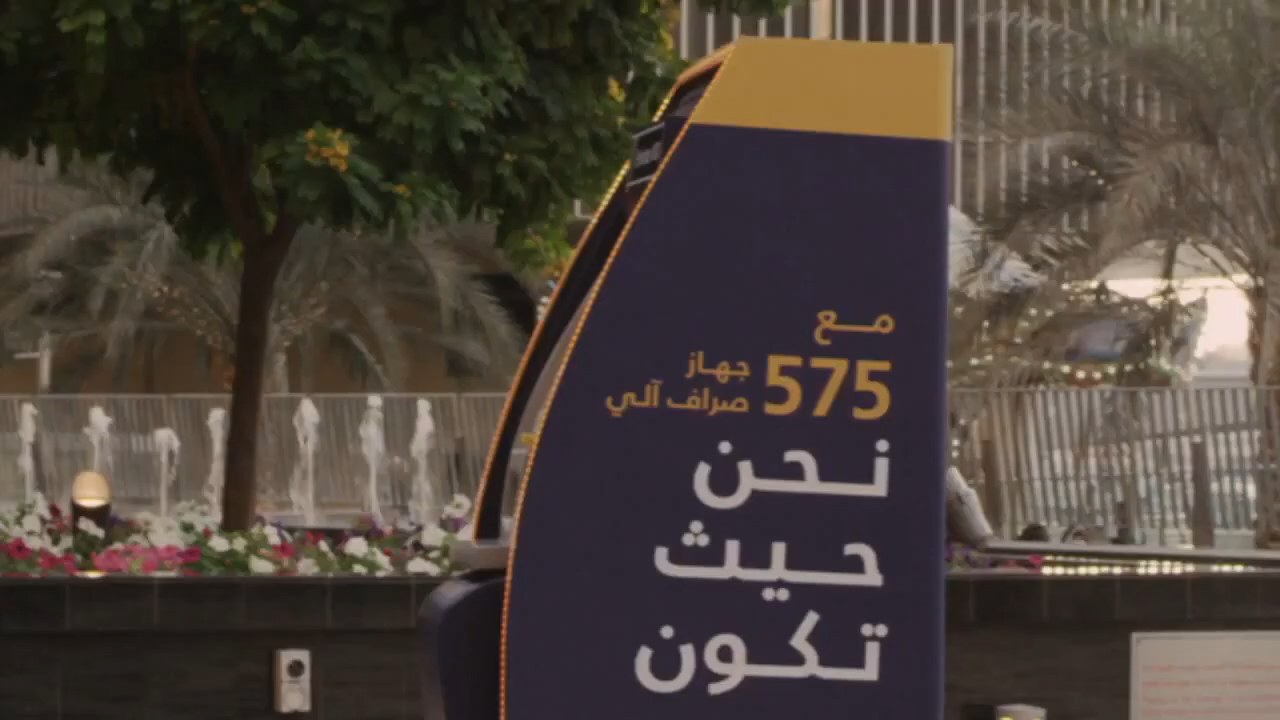 مع
575 جهاز
صراف آلي
نحن
حيث
تكون